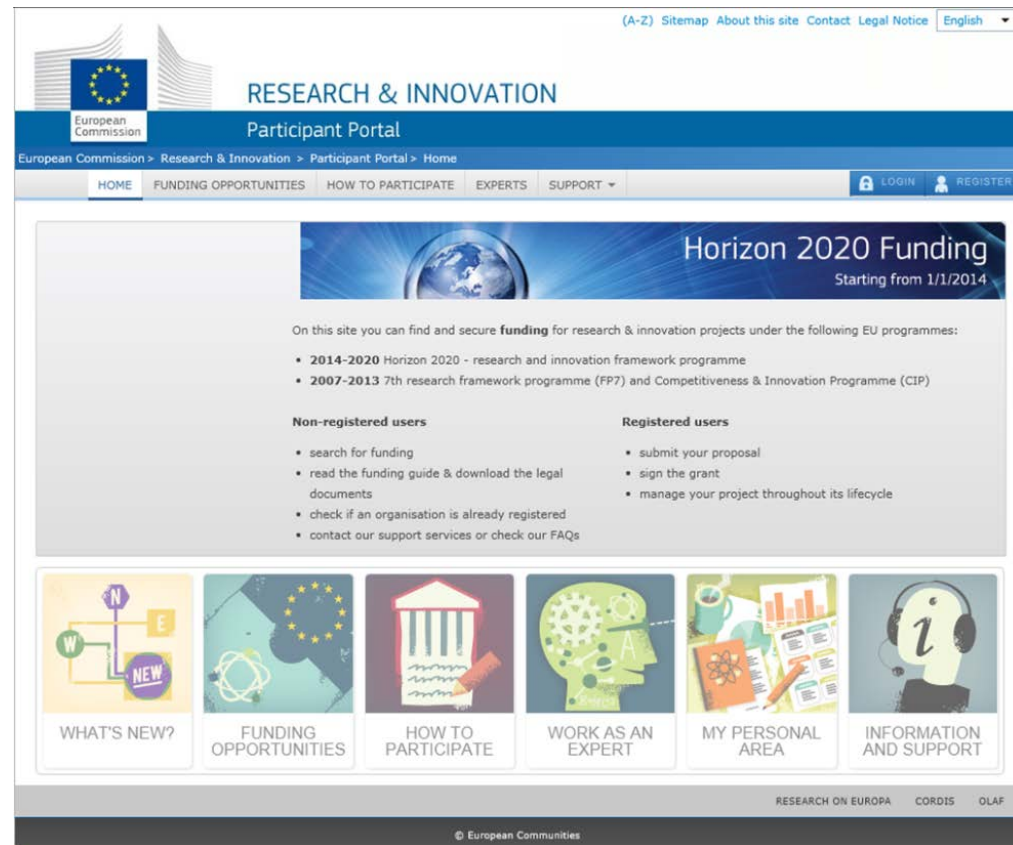 (A-Z) Sitemap About this site Contact Legal Notice English
European
Commission
RESEARCH & INNOVATION
Participant Portal
European Commission > Research & Innovation > Participant Portal > Home
HOME FUNDING OPPORTUNITIES HOW TO PARTICIPATE EXPERTS SUPPORT LOGIN REGISTER
Horizon 2020 Funding
Starting from 1/1/2014
On this site you can find and secure funding for research & innovation projects under the following EU programmes:
• 2014-2020 Horizon 2020 - research and innovation framework programme
• 2007-2013 7th research framework programme (FP7) and Competitiveness & Innovation Programme (CIP)
Non-registered users
• search for funding
• read the funding guide & download the legal
documents
• check if an organisation is already registered
• contact our support services or check our FAQs
Registered users
• submit your proposal
• sign the grant
• manage your project throughout its lifecycle
N
E
W
NEW
WHAT'S NEW?
FUNDING
OPPORTUNITIES
HOW TO
PARTICIPATE
A
WORK AS AN
EXPERT
MY PERSONAL
AREA
i
INFORMATION
AND SUPPORT
RESEARCH ON EUROPA CORDIS OLAF
© European Communities